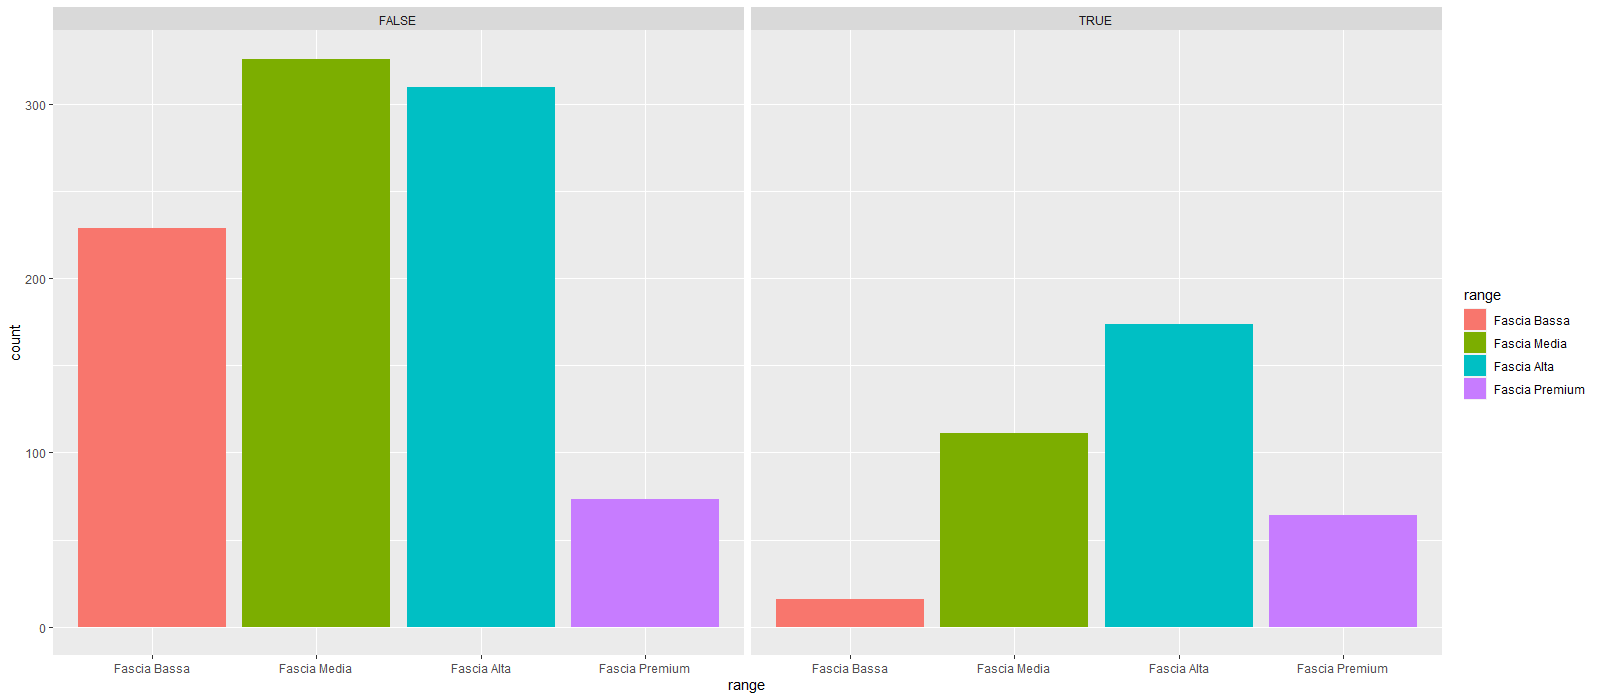 FALSE
TRUE
count
300
200
100
0
Fascia Bassa
Fascia Media
Fascia Alta
Fascia Premium
Fascia Bassa
Fascia Media
Fascia Alta
Fascia Premium
range
range
Fascia Bassa
Fascia Media
Fascia Alta
Fascia Premium